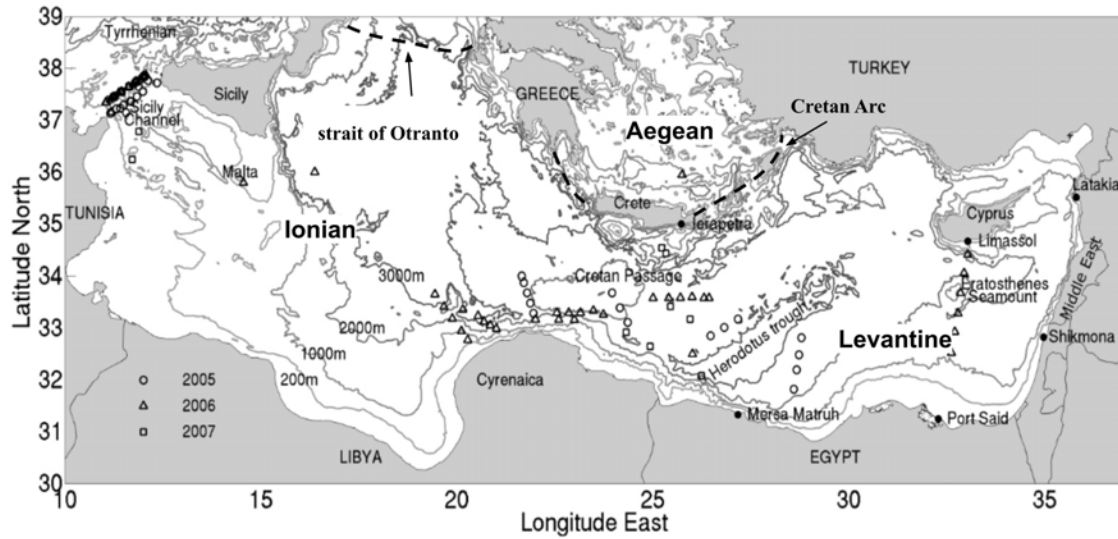 39
38
37
36
35
34
33
32
31
30
Latitude North
Tyrrhenian
TURKEY
Sicily
GREECE
Cretan Arc
Sicily
Channel
strait of Otranto
Aegean
Malta
Latakia
TUNISIA
Crete
Cyprus
Ierapetra
Ionian
Limassol
Middle East
3000m
Cretan Passage
Eratosthenes
Seamount
2000m
Herodotus trough
Levantine
Shikmona
1000m
200m
Cyrenaica
2005
2006
2007
Mersa Matruh
Port Said
LIBYA
EGYPT
10
15
20
25
30
35
Longitude East